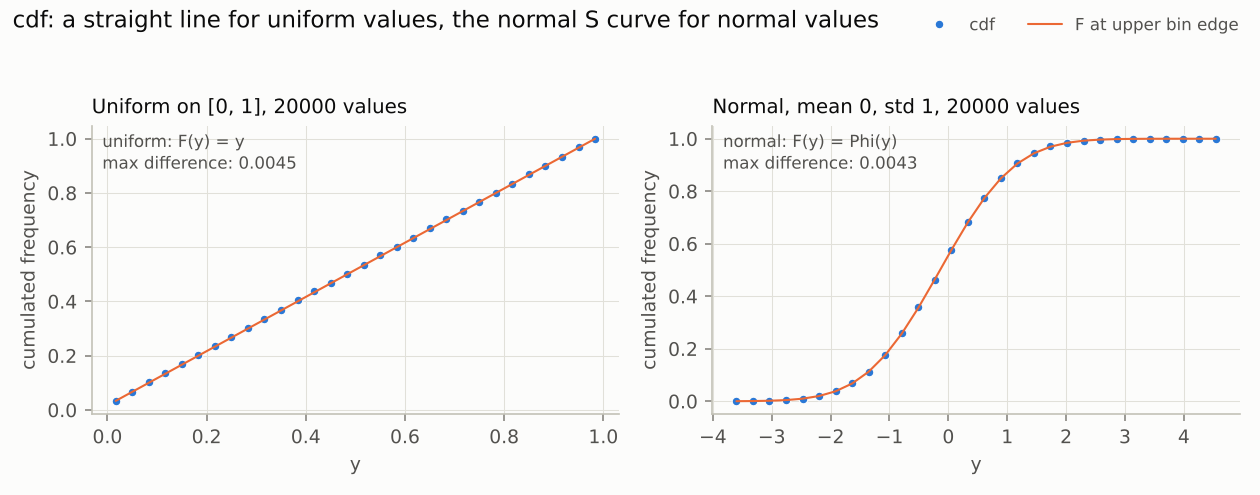 cdf: a straight line for uniform values, the normal S curve for normal values
cdf
F at upper bin edge
Uniform on [0, 1], 20000 values
uniform: F(y) = y
max difference: 0.0045
cumulated frequency
1.0
0.8
0.6
0.4
0.2
0.0
0.0 0.2 0.4 0.6 0.8 1.0
y
Normal, mean 0, std 1, 20000 values
normal: F(y) = Phi(y)
max difference: 0.0043
cumulated frequency
1.0
0.8
0.6
0.4
0.2
0.0
−4 −3 −2 −1 0 1 2 3 4
y